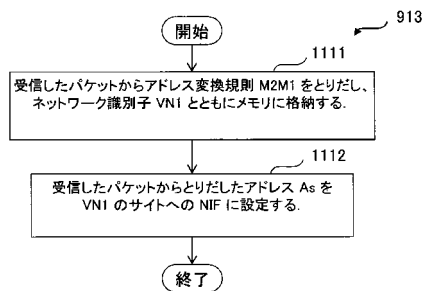 913
開始
1111
受信したパケットからアドレス変換規則 M2M1 をとりだし、
ネットワーク識別子 VN1 とともにメモリに格納する.
1112
受信したパケットからとりだしたアドレス As を
VN1 のサイトへの NIF に設定する.
終了